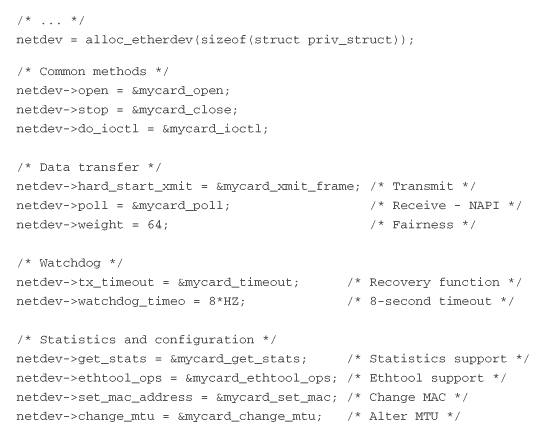 /* ... */
netdev = alloc_etherdev(sizeof(struct priv_struct));
/* Common methods */
netdev->open = &mycard_open;
netdev->stop = &mycard_close;
netdev->do_ioctl = &mycard_ioctl;
/* Data transfer */
netdev->hard_start_xmit = &mycard_xmit_frame; /* Transmit */
netdev->poll = &mycard_poll; /* Receive - NAPI */
netdev->weight = 64; /* Fairness */
/* Watchdog */
netdev->tx_timeout = &mycard_timeout; /* Recovery function */
netdev->watchdog_timeo = 8*HZ; /* 8-second timeout */
/* Statistics and configuration */
netdev->get_stats = &mycard_get_stats; /* Statistics support */
netdev->ethtool_ops = &mycard_ethtool_ops; /* Ethtool support */
netdev->set_mac_address = &mycard_set_mac; /* Change MAC */
netdev->change_mtu = &mycard_change_mtu; /* Alter MTU */